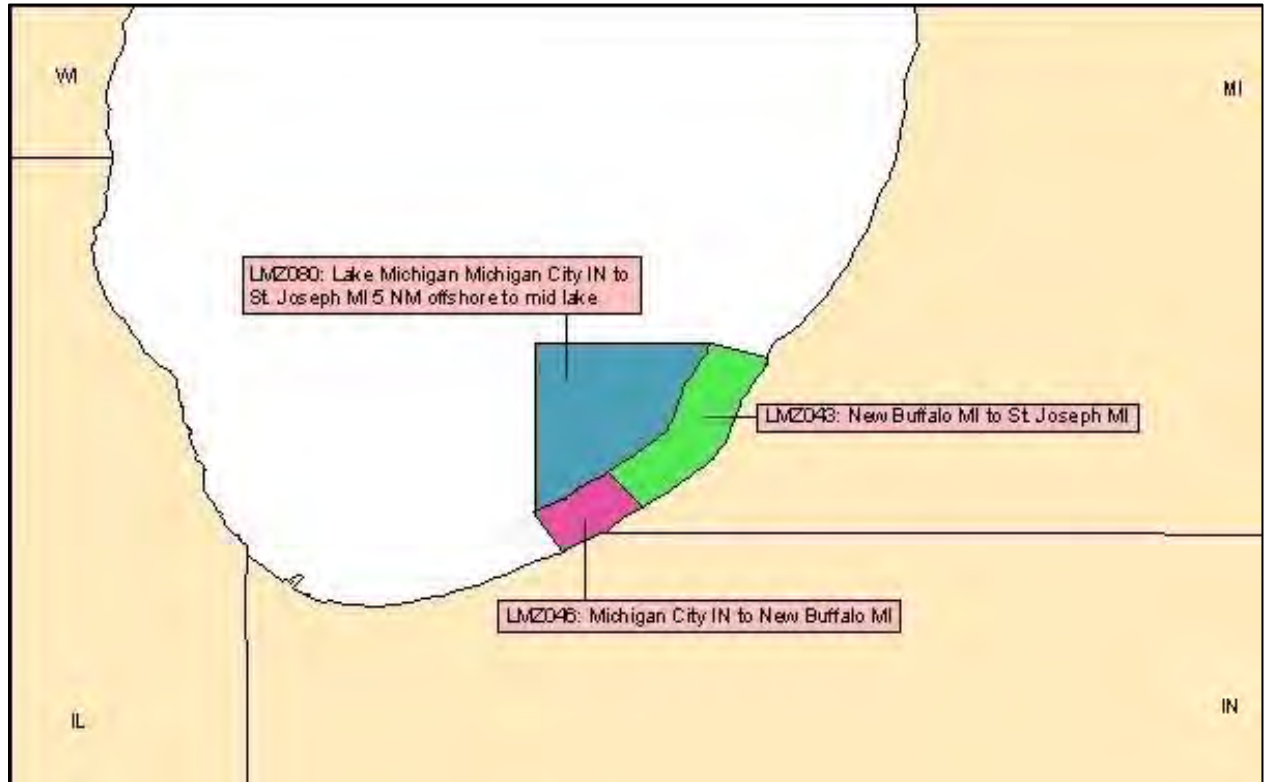 WI
MI
LMZ080: Lake Michigan Michigan City IN to
St. Joseph MI 5 NM offshore to mid lake
LMZ043: New Buffalo MI to St. Joseph MI
LMZ046: Michigan City IN to New Buffalo MI
IL
IN